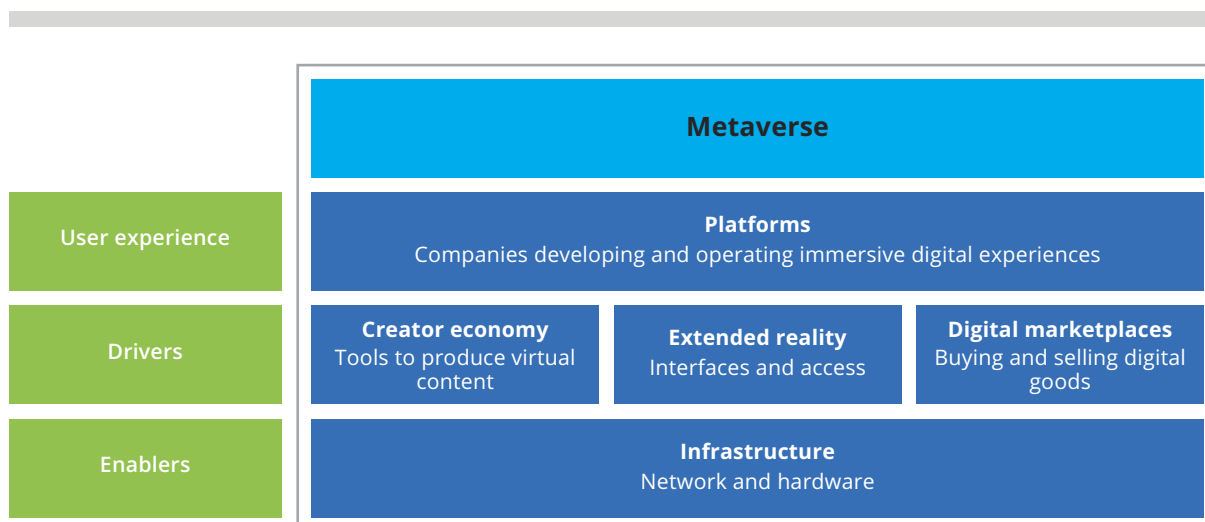 Metaverse
User experience
Platforms
Companies developing and operating immersive digital experiences
Drivers
Creator economy
Tools to produce virtual
content
Extended reality
Interfaces and access
Digital marketplaces
Buying and selling digital
goods
Enablers
Infrastructure
Network and hardware